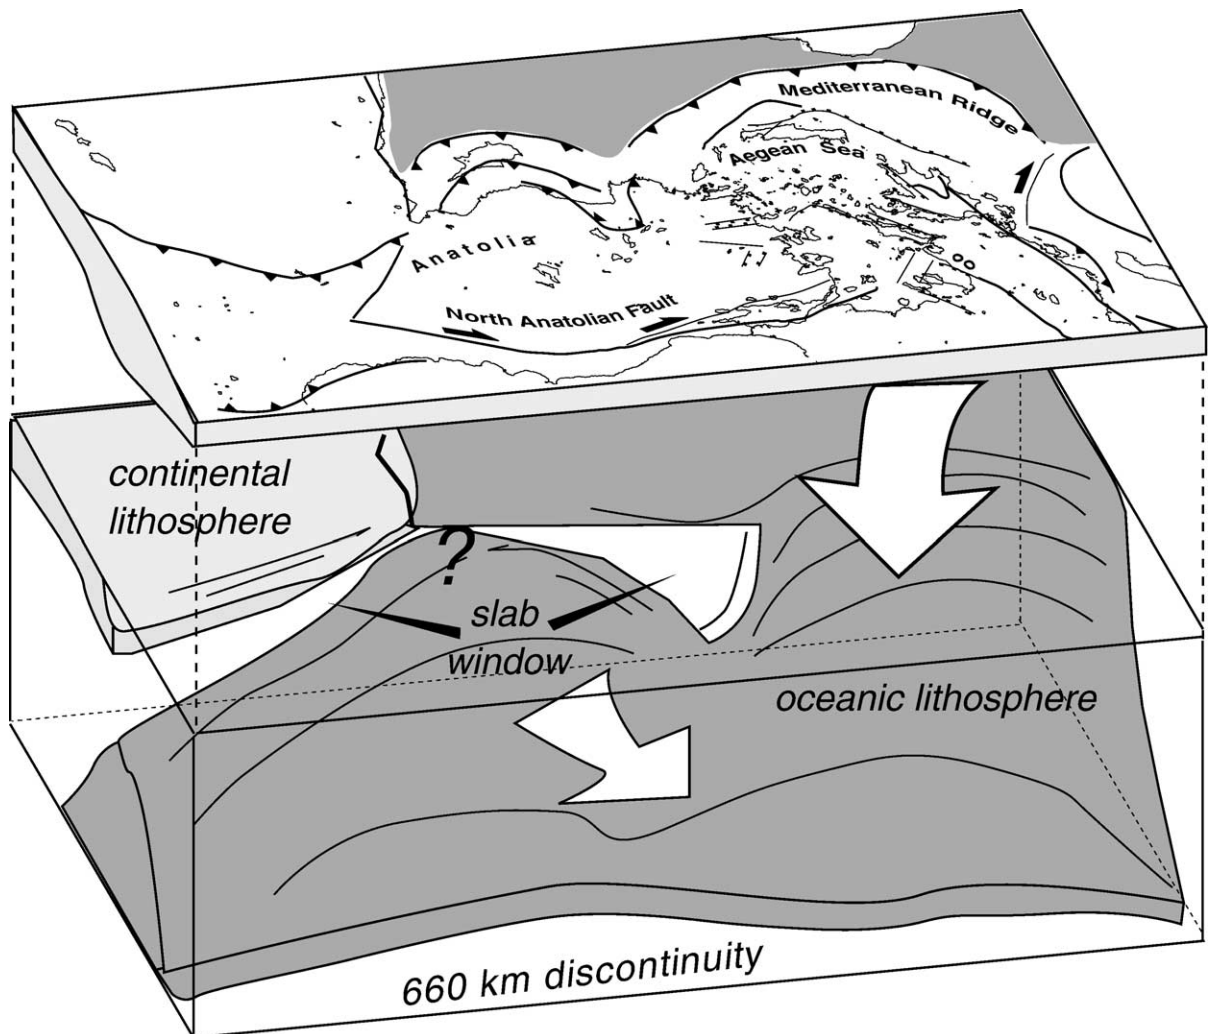 Mediterranean Ridge
Aegean Sea
Anatolia
North Anatolian Fault
continental
lithosphere
?
slab
window
oceanic lithosphere
660 km discontinuity